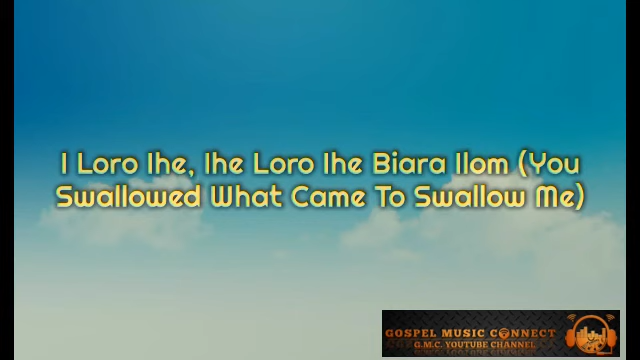 I Loro Ihe, Ihe Loro Ihe Biara Ilom (You
Swallowed What Came To Swallow Me)
GOSPEL MUSIC CONNECT
G.M.C. YOUTUBE CHANNEL